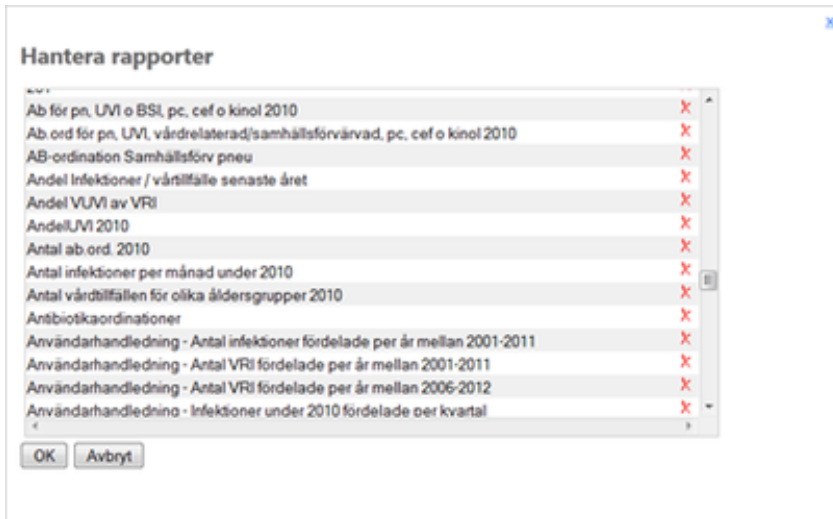 Hantera rapporter
Ab för pn, UVI o BSI, pc, cef o kinol 2010
Ab.ord för pn, UVI, vårdrelaterad/samhällsförvärvad, pc, cef o kinol 2010
AB-ordination Samhällsförv pneu
Andel Infektioner / vårtillfälle senaste året
Andel VUVI av VRI
AndelUVI 2010
Antal ab.ord. 2010
Antal infektioner per månad under 2010
Antal vårdtillfällen för olika åldersgrupper 2010
Antibiotikaordinationer
Användarhandledning - Antal infektioner fördelade per år mellan 2001-2011
Användarhandledning - Antal VRI fördelade per år mellan 2001-2011
Användarhandledning - Antal VRI fördelade per år mellan 2006-2012
Användarhandledning - Infektioner under 2010 fördelade per kvartal
OK Avbryt